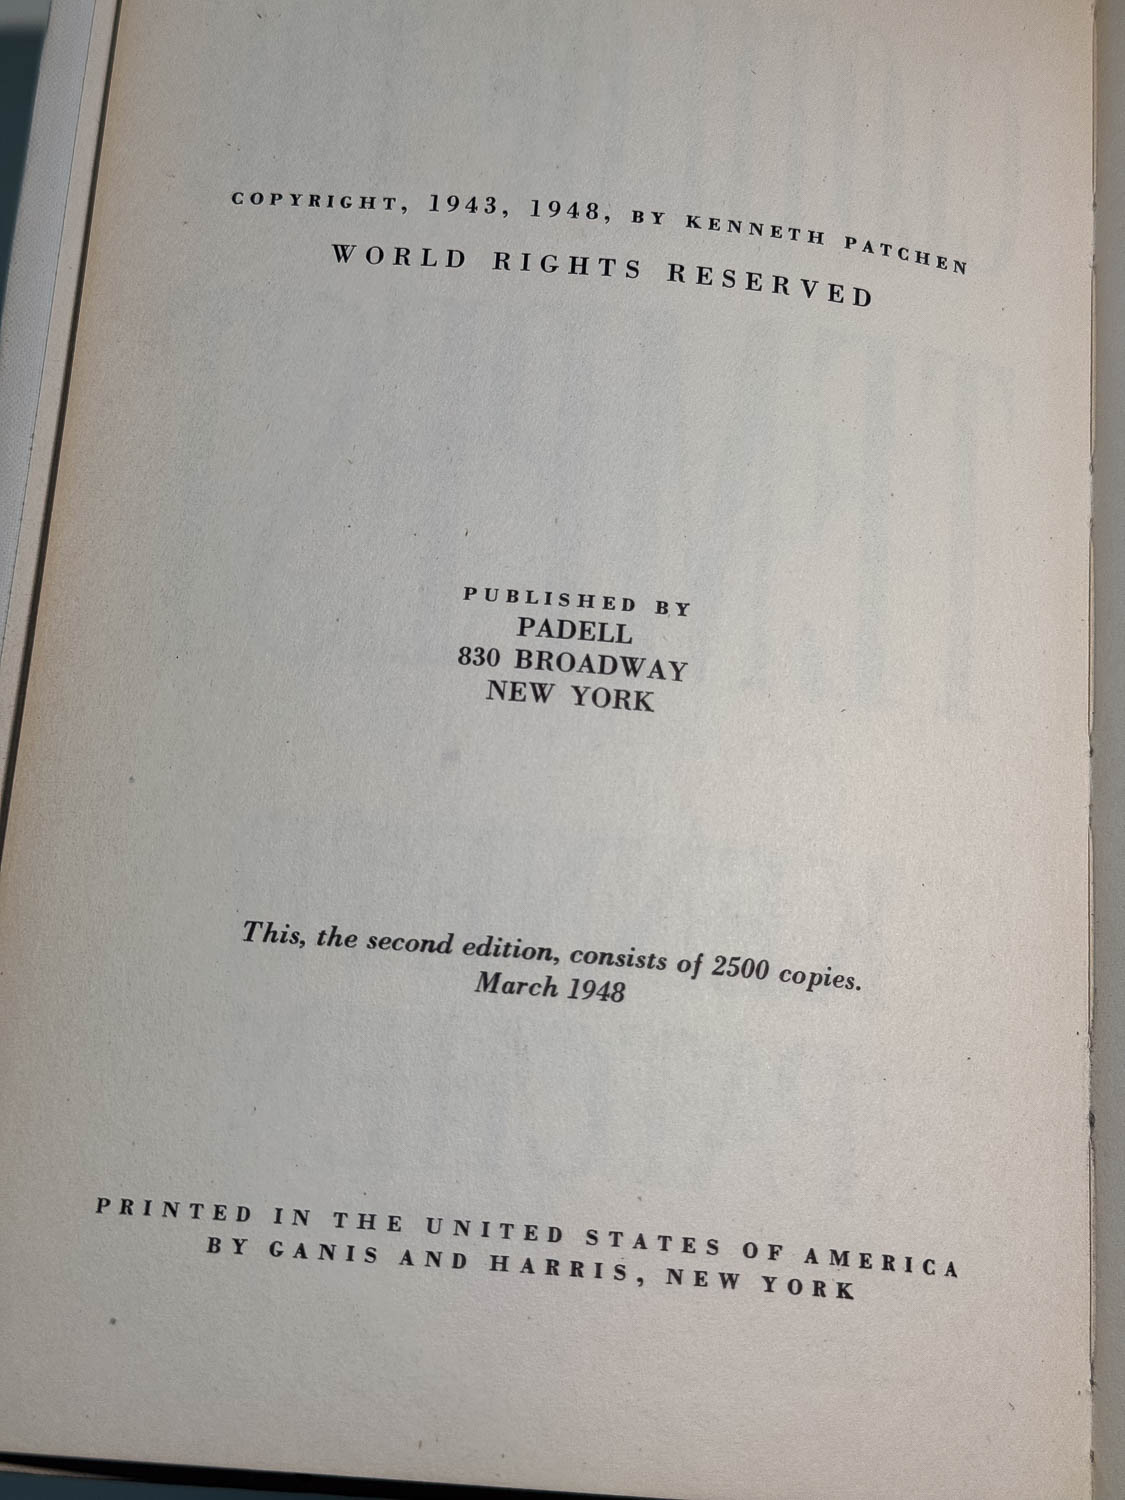 COPYRIGHT, 1943, 1948, BY KENNETH PATCHEN
WORLD RIGHTS RESERVED
PUBLISHED BY
PADELL
830 BROADWAY
NEW YORK
This, the second edition, consists of 2500 copies.
March 1948
PRINTED IN THE UNITED STATES OF AMERICA
BY GANIS AND HARRIS, NEW YORK